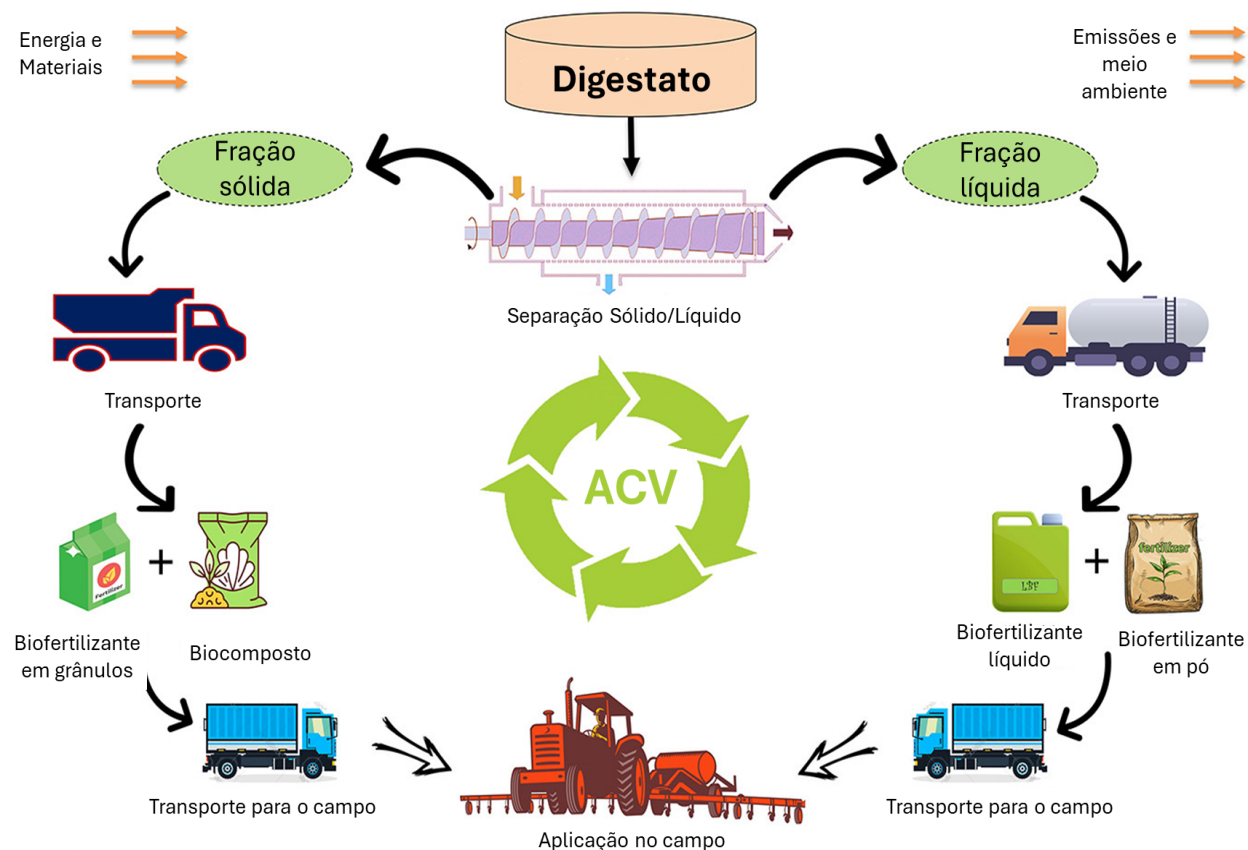 Energia e
Materiais
Digestato
Emissões e
meio
ambiente
Fração
sólida
Fração
líquida
Separação Sólido/Líquido
Transporte
Transporte
ACV
Fertilizer
LBF
fertilizer
Biofertilizante
em grânulos
Biocomposto
Biofertilizante
líquido
Biofertilizante
em pó
Transporte para o campo
Aplicação no campo
Transporte para o campo